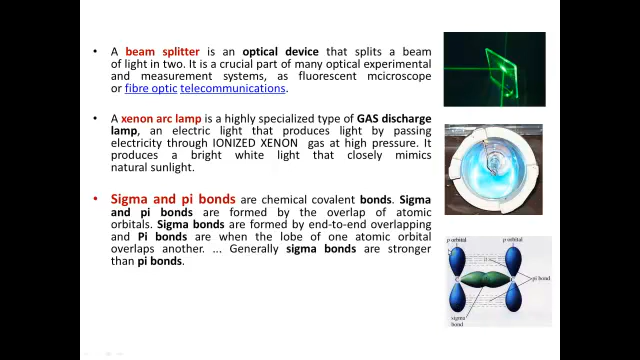 • A beam splitter is an optical device that splits a beam
of light in two. It is a crucial part of many optical experimental
and measurement systems, as fluorescent mcicroscope
or fibre optic telecommunications.
• A xenon arc lamp is a highly specialized type of GAS discharge
lamp, an electric light that produces light by passing
electricity through IONIZED XENON gas at high pressure. It
produces a bright white light that closely mimics
natural sunlight.
• Sigma and pi bonds are chemical covalent bonds. Sigma
and pi bonds are formed by the overlap of atomic
orbitals. Sigma bonds are formed by end-to-end overlapping
and Pi bonds are when the lobe of one atomic orbital
overlaps another. ... Generally sigma bonds are stronger
than pi bonds.
p orbital p orbital
C C
pi bond
sigma
bond